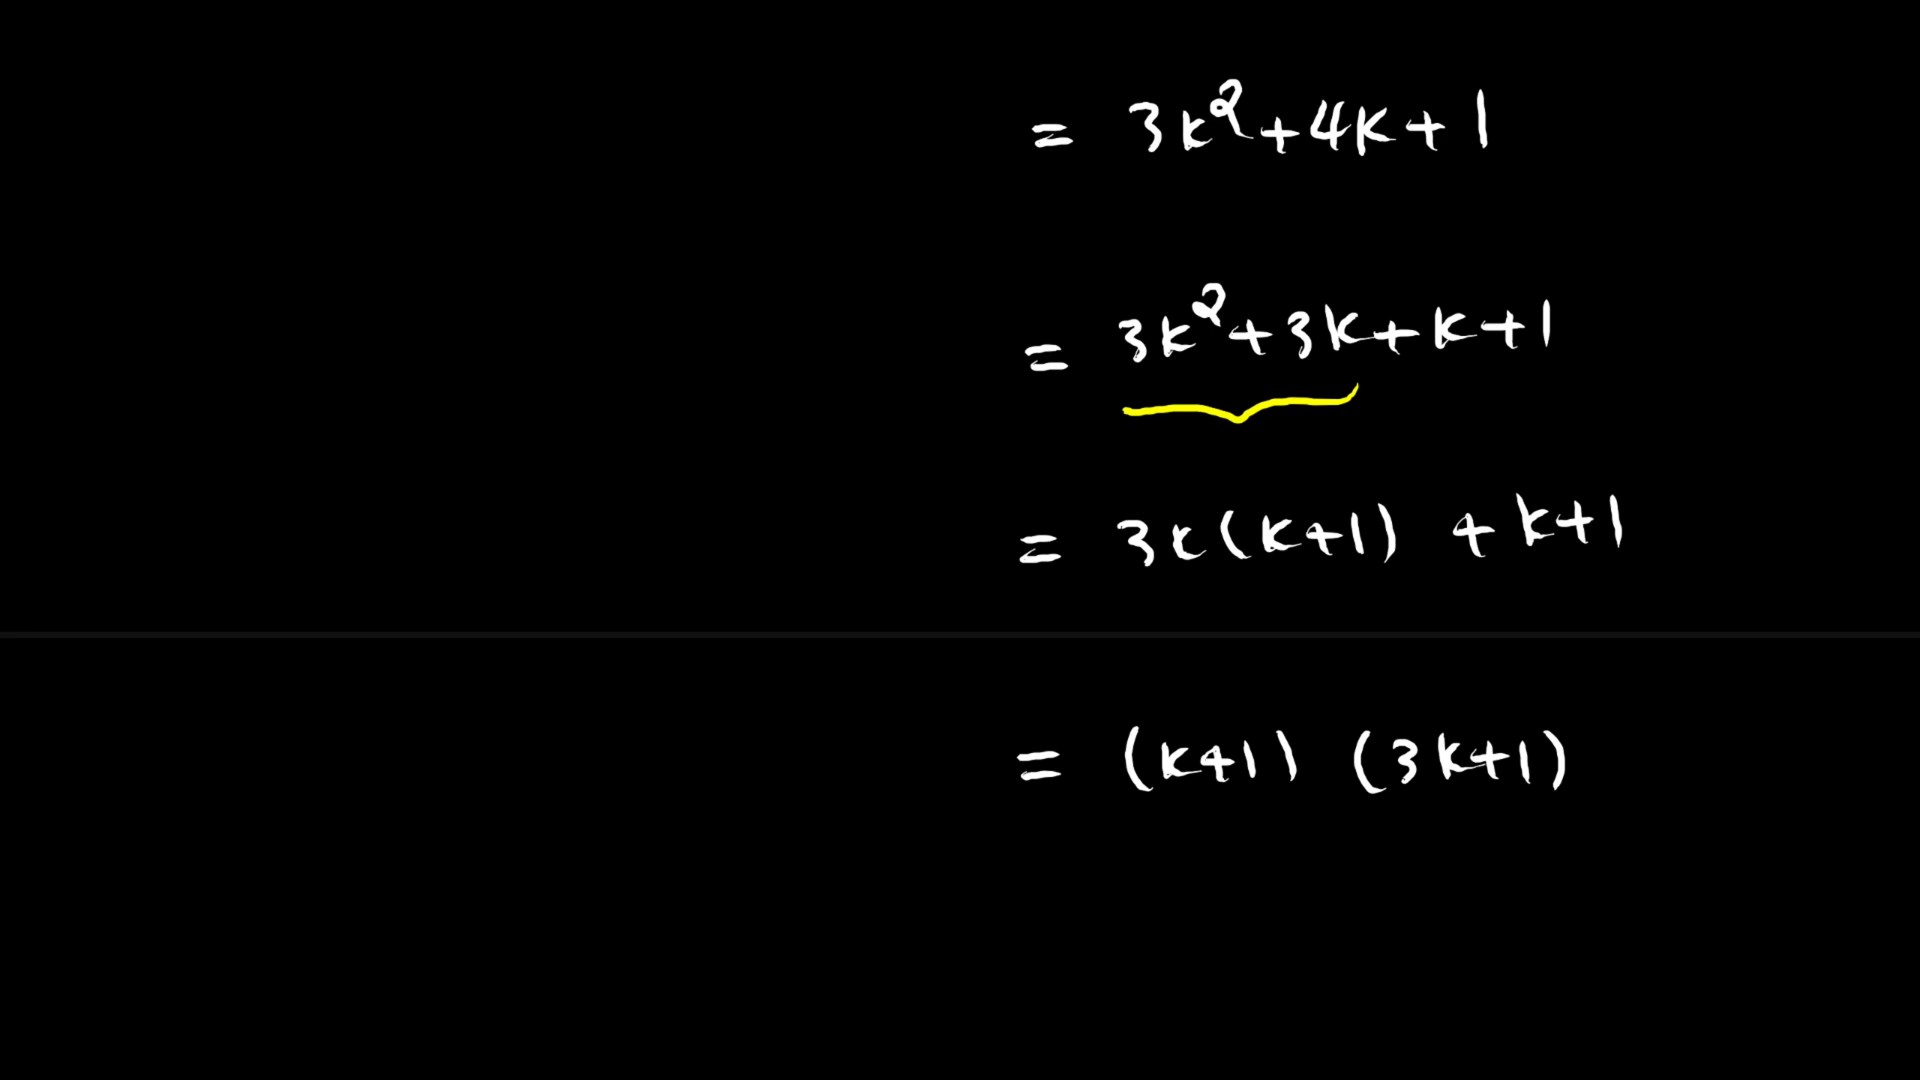 = 3k²+4k+1
= 3k²+3k+k+1
= 3k(k+1) +k+1
= (k+1) (3k+1)